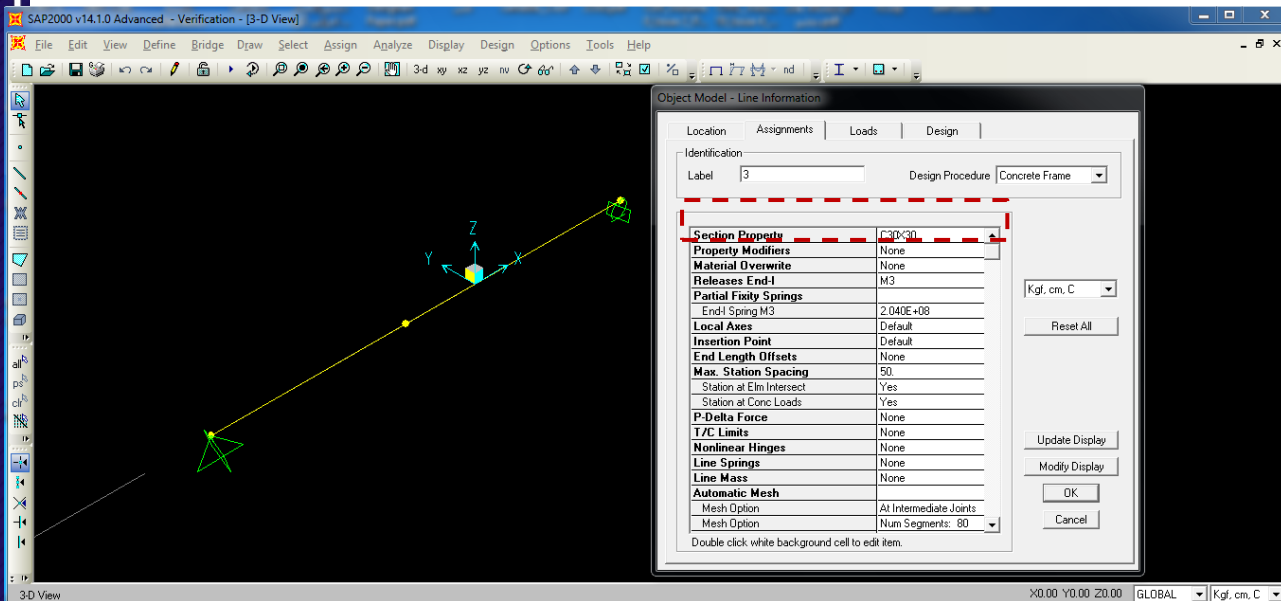 SAP2000 v14.1.0 Advanced - Verification - [3-D View]
File Edit View Define Bridge Draw Select Assign Analyze Display Design Options Tools Help
3-d xy xz yz nv nd
Object Model - Line Information
Location Assignments Loads Design
Identification
Label 3 Design Procedure Concrete Frame
Section Property C30X30
Property Modifiers None
Material Overwrite None
Releases End-I M3
Partial Fixity Springs
End-I Spring M3 2.040E+08
Local Axes Default
Insertion Point Default
End Length Offsets None
Max. Station Spacing 50.
Station at Elm Intersect Yes
Station at Conc Loads Yes
P-Delta Force None
T/C Limits None
Nonlinear Hinges None
Line Springs None
Line Mass None
Automatic Mesh
Mesh Option At Intermediate Joints
Mesh Option Num Segments: 80
Double click white background cell to edit item.
Kgf, cm, C
Reset All
Update Display
Modify Display
OK
Cancel
Z
Y
X
all
ps
clr
3-D View X0.00 Y0.00 Z0.00 GLOBAL Kgf, cm, C